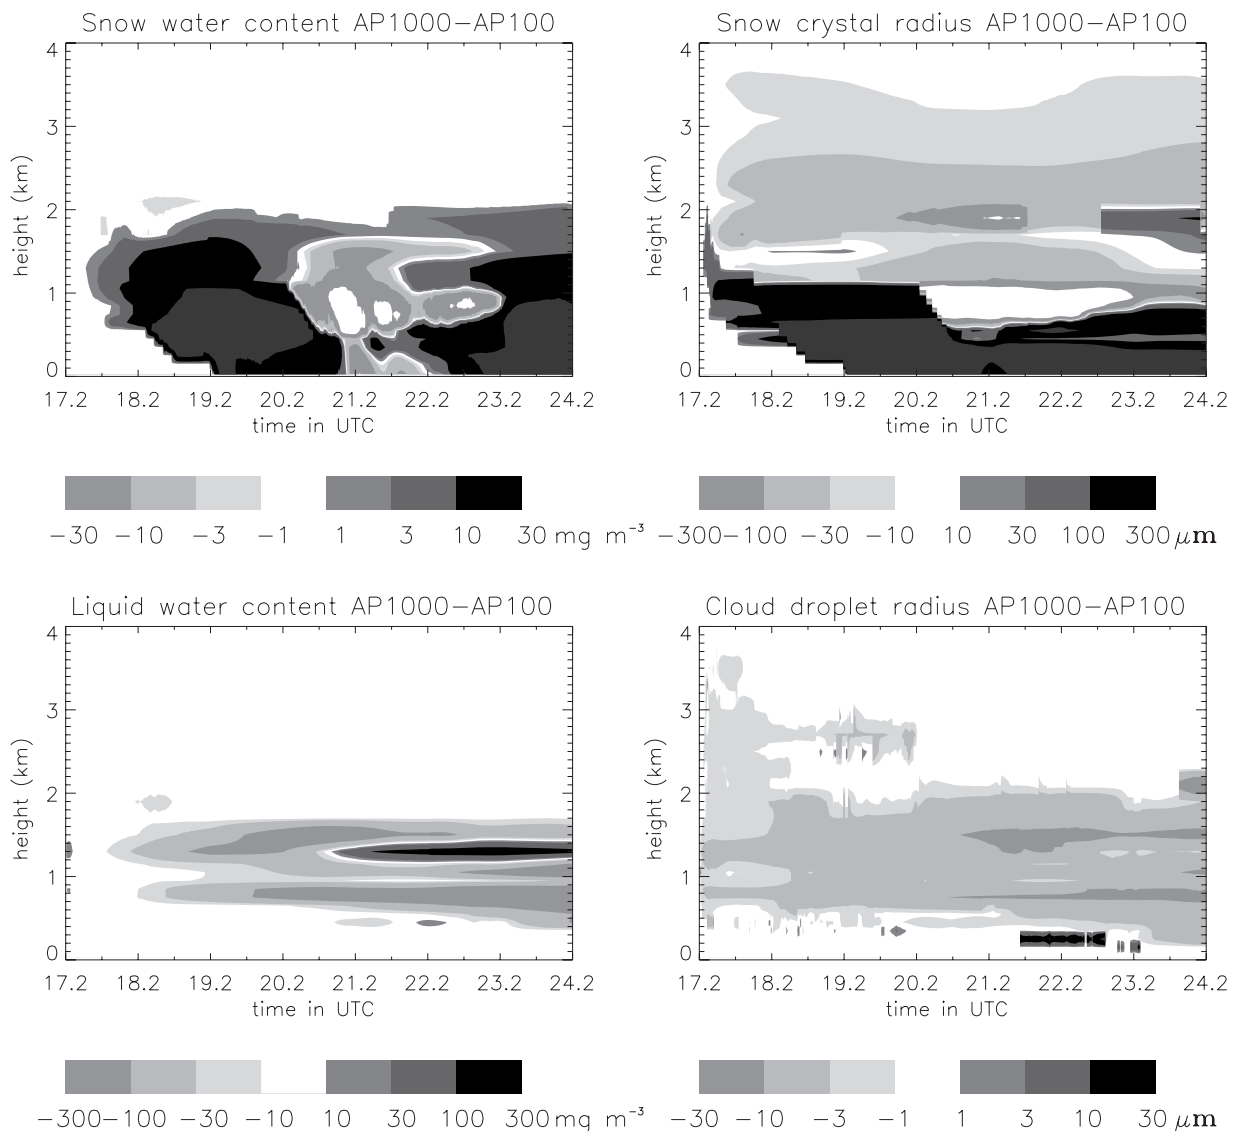 Snow water content AP1000−AP100
4
3
2
1
0
height (km)
17.2 18.2 19.2 20.2 21.2 22.2 23.2 24.2
time in UTC
−30 −10 −3 −1 1 3 10 30 mg m⁻³
Snow crystal radius AP1000−AP100
4
3
2
1
0
height (km)
17.2 18.2 19.2 20.2 21.2 22.2 23.2 24.2
time in UTC
−300−100 −30 −10 10 30 100 300 μm
Liquid water content AP1000−AP100
4
3
2
1
0
height (km)
17.2 18.2 19.2 20.2 21.2 22.2 23.2 24.2
time in UTC
−300−100 −30 −10 10 30 100 300 mg m⁻³
Cloud droplet radius AP1000−AP100
4
3
2
1
0
height (km)
17.2 18.2 19.2 20.2 21.2 22.2 23.2 24.2
time in UTC
−30 −10 −3 −1 1 3 10 30 μm